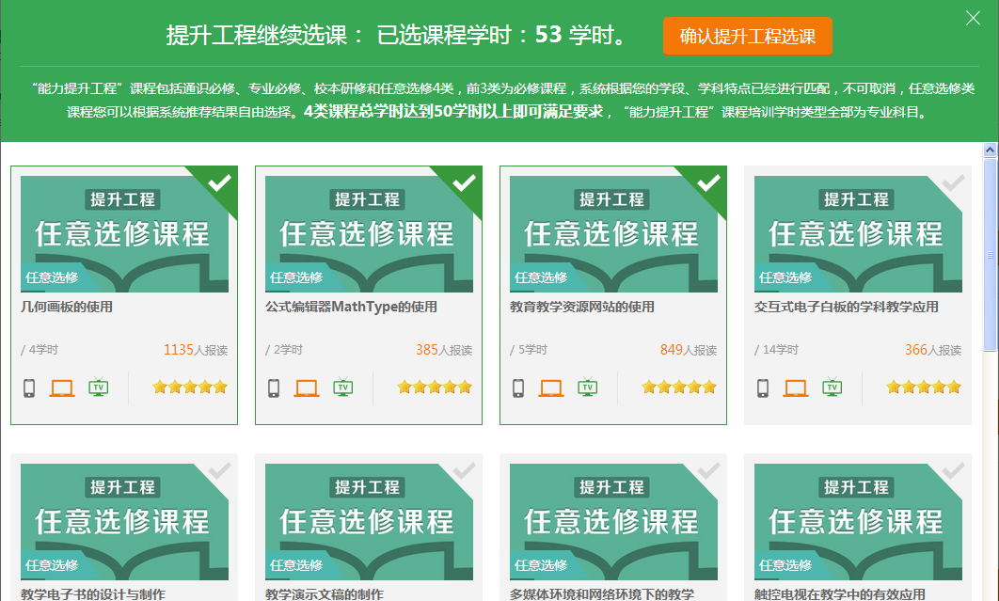 提升工程继续选课： 已选课程学时：53 学时。
确认提升工程选课
“能力提升工程”课程包括通识必修、专业必修、校本研修和任意选修4类，前3类为必修课程，系统根据您的学段、学科特点已经进行匹配，不可取消，任意选修类
课程您可以根据系统推荐结果自由选择。4类课程总学时达到50学时以上即可满足要求，“能力提升工程”课程培训学时类型全部为专业科目。
提升工程
任意选修课程
任意选修
几何画板的使用
/ 4学时
1135人报读
TV
提升工程
任意选修课程
任意选修
公式编辑器MathType的使用
/ 2学时
385人报读
TV
提升工程
任意选修课程
任意选修
教育教学资源网站的使用
/ 5学时
849人报读
TV
提升工程
任意选修课程
任意选修
交互式电子白板的学科教学应用
/ 14学时
366人报读
TV
提升工程
任意选修课程
任意选修
教学电子书的设计与制作
提升工程
任意选修课程
任意选修
教学演示文稿的制作
提升工程
任意选修课程
任意选修
多媒体环境和网络环境下的教学
提升工程
任意选修课程
任意选修
触控电视在教学中的有效应用